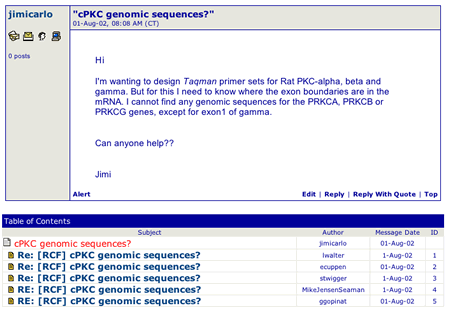 jimicarlo
"cPKC genomic sequences?"
01-Aug-02, 08:08 AM (CT)
0 posts
Hi
I'm wanting to design Taqman primer sets for Rat PKC-alpha, beta and
gamma. But for this I need to know where the exon boundaries are in the
mRNA. I cannot find any genomic sequences for the PRKCA, PRKCB or
PRKCG genes, except for exon1 of gamma.
Can anyone help??
Jimi
Alert Edit | Reply | Reply With Quote | Top
Table of Contents
Subject Author Message Date ID
cPKC genomic sequences? jimicarlo 01-Aug-02
Re: [RCF] cPKC genomic sequences? lwalter 1-Aug-02 1
Re: [RCF] cPKC genomic sequences? ecuppen 01-Aug-02 2
Re: [RCF] cPKC genomic sequences? stwigger 1-Aug-02 3
Re: [RCF] cPKC genomic sequences? MikeJensenSeaman 1-Aug-02 4
Re: [RCF] cPKC genomic sequences? ggopinat 01-Aug-02 5